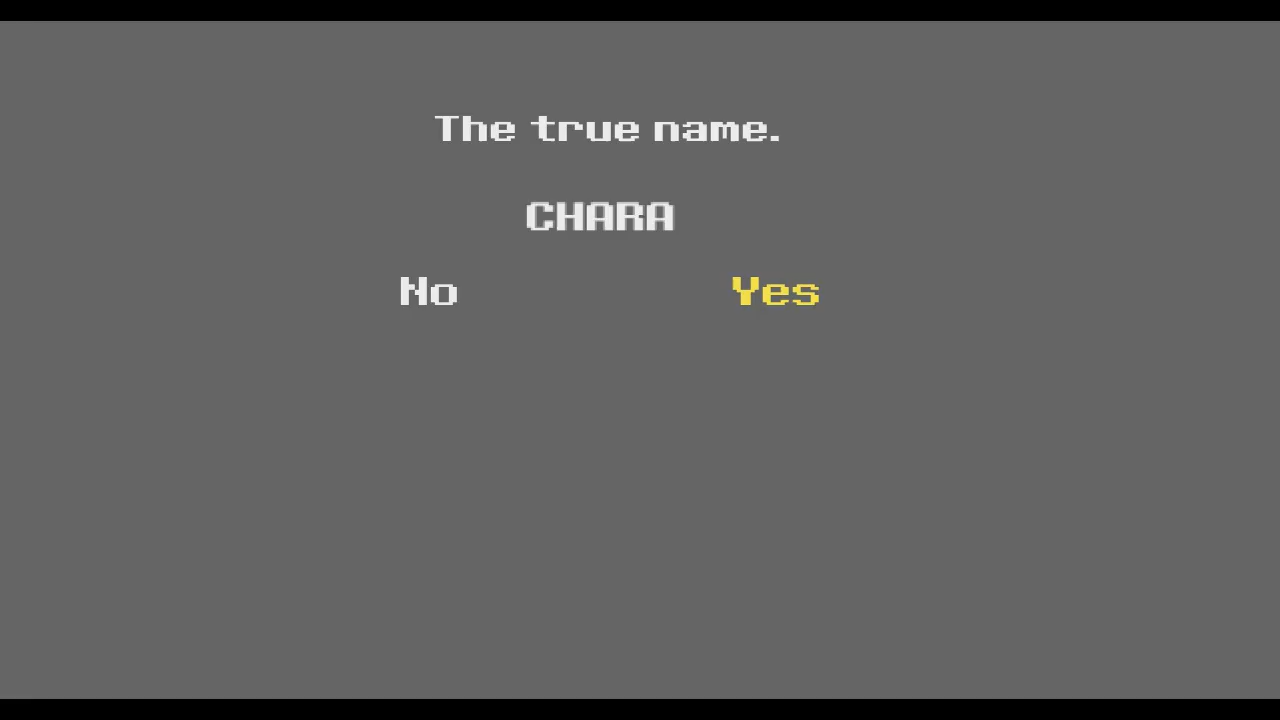 The true name.
CHARA
No Yes